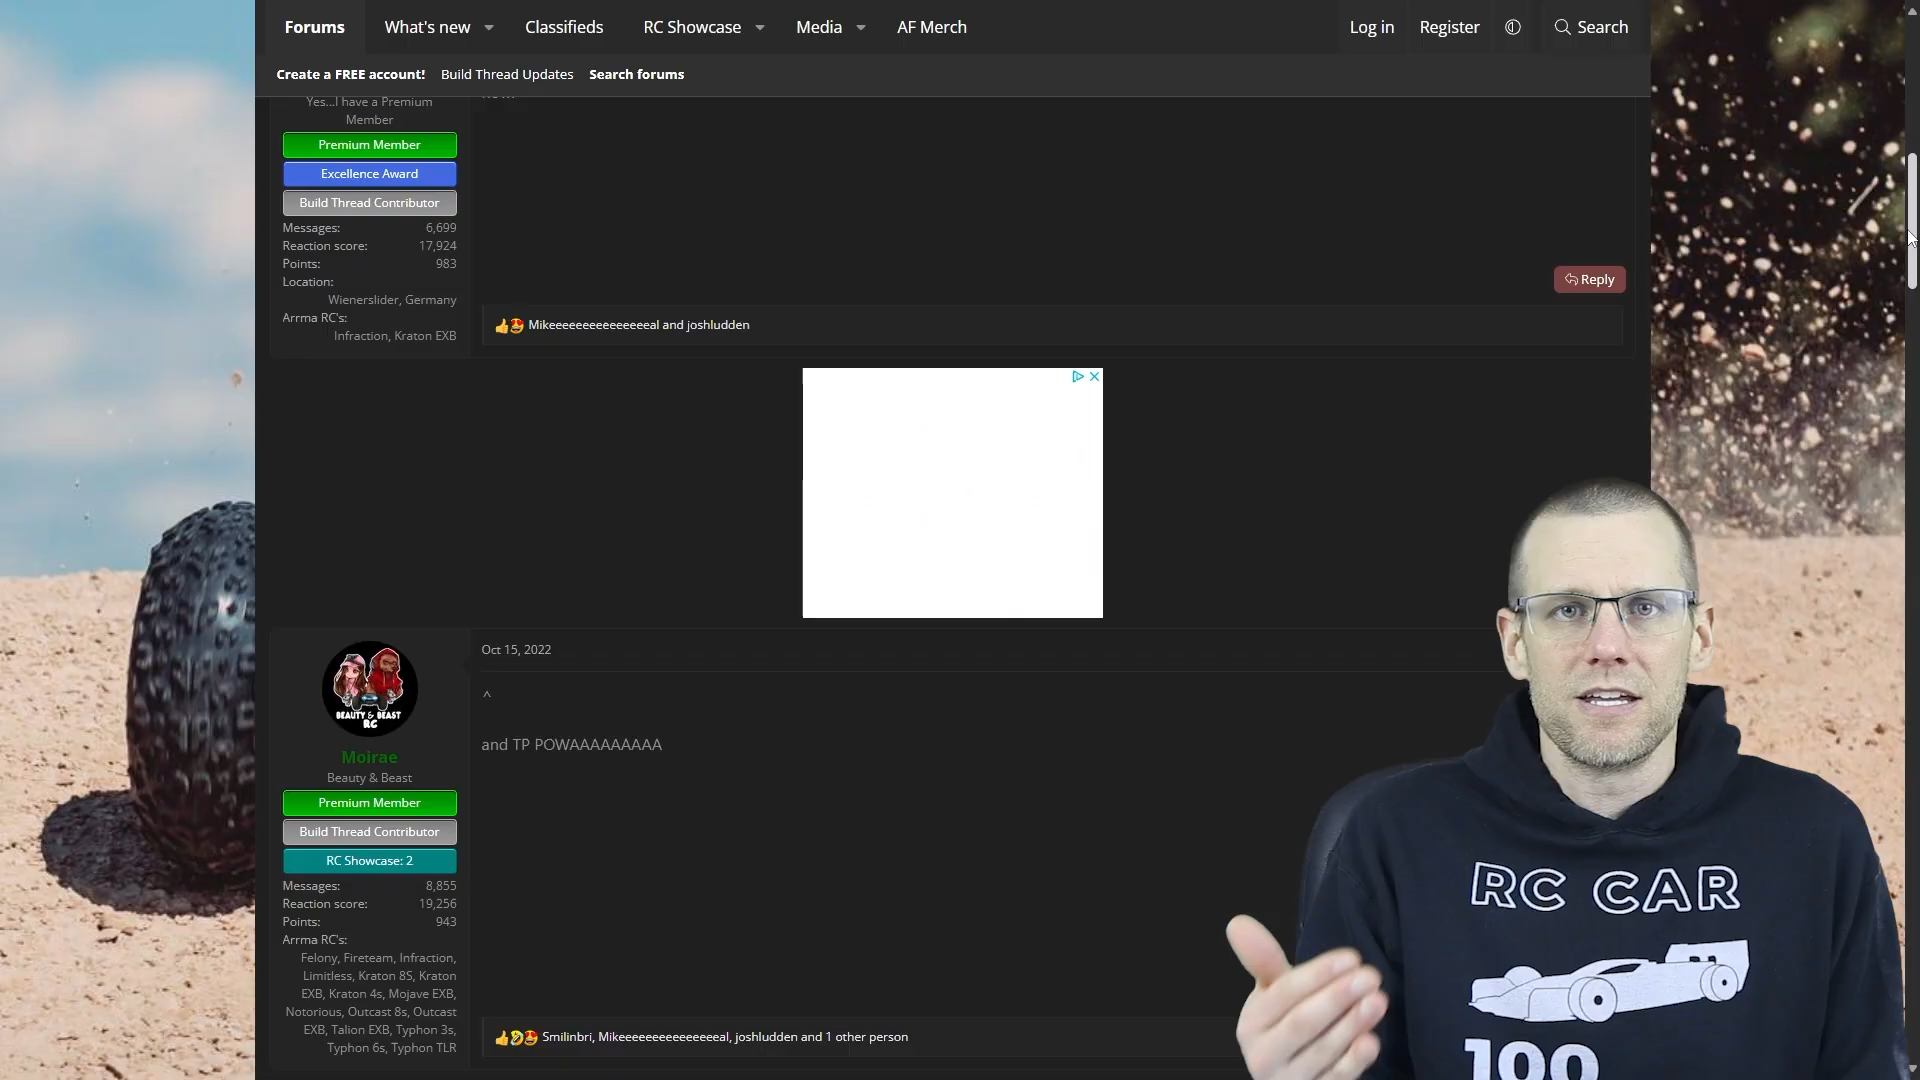 Forums What's new Classifieds RC Showcase Media AF Merch Log in Register Search
Create a FREE account! Build Thread Updates Search forums
Yes...I have a Premium
Member
Premium Member
Excellence Award
Build Thread Contributor
Messages: 6,699
Reaction score: 17,924
Points: 983
Location:
Wienerslider, Germany
Arrma RC's:
Infraction, Kraton EXB
Reply
Mikeeeeeeeeeeeeeeeal and joshludden
Oct 15, 2022
^
and TP POWAAAAAAAAA
BEAUTY & BEAST
RC
Moirae
Beauty & Beast
Premium Member
Build Thread Contributor
RC Showcase: 2
Messages: 8,855
Reaction score: 19,256
Points: 943
Arrma RC's:
Felony, Fireteam, Infraction,
Limitless, Kraton 8S, Kraton
EXB, Kraton 4s, Mojave EXB,
Notorious, Outcast 8s, Outcast
EXB, Talion EXB, Typhon 3s,
Typhon 6s, Typhon TLR
Smilinbri, Mikeeeeeeeeeeeeeeeal, joshludden and 1 other person
RC CAR
100